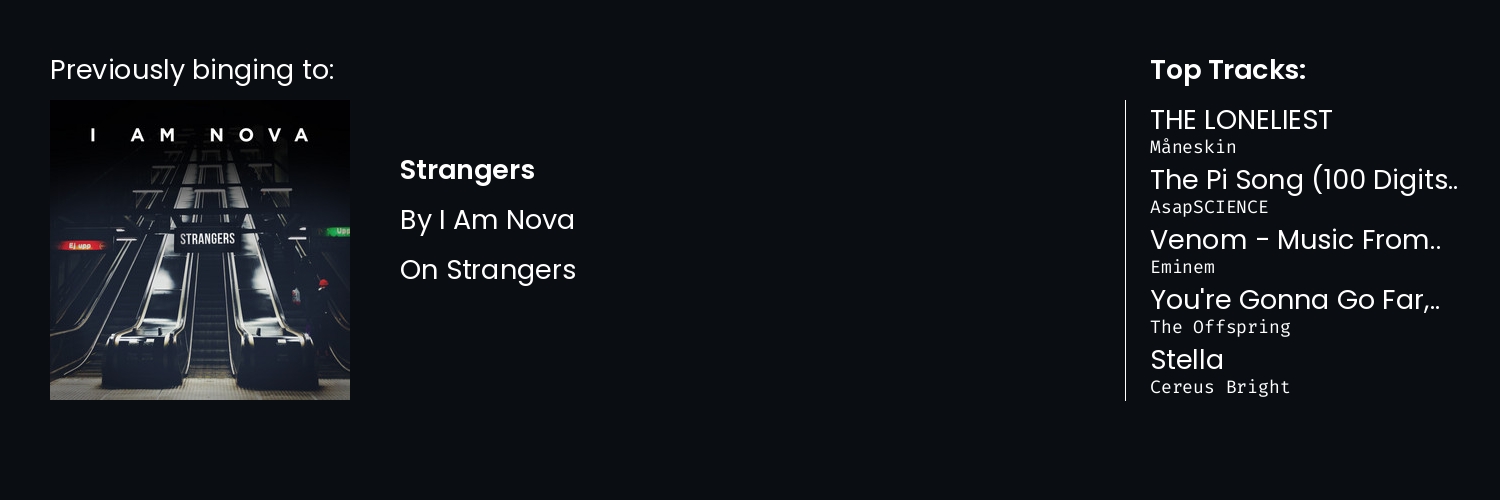 Previously binging to:
I AM NOVA
Ej upp
STRANGERS
Upp
Strangers
By I Am Nova
On Strangers
Top Tracks:
THE LONELIEST
Måneskin
The Pi Song (100 Digits..
AsapSCIENCE
Venom - Music From..
Eminem
You're Gonna Go Far,..
The Offspring
Stella
Cereus Bright